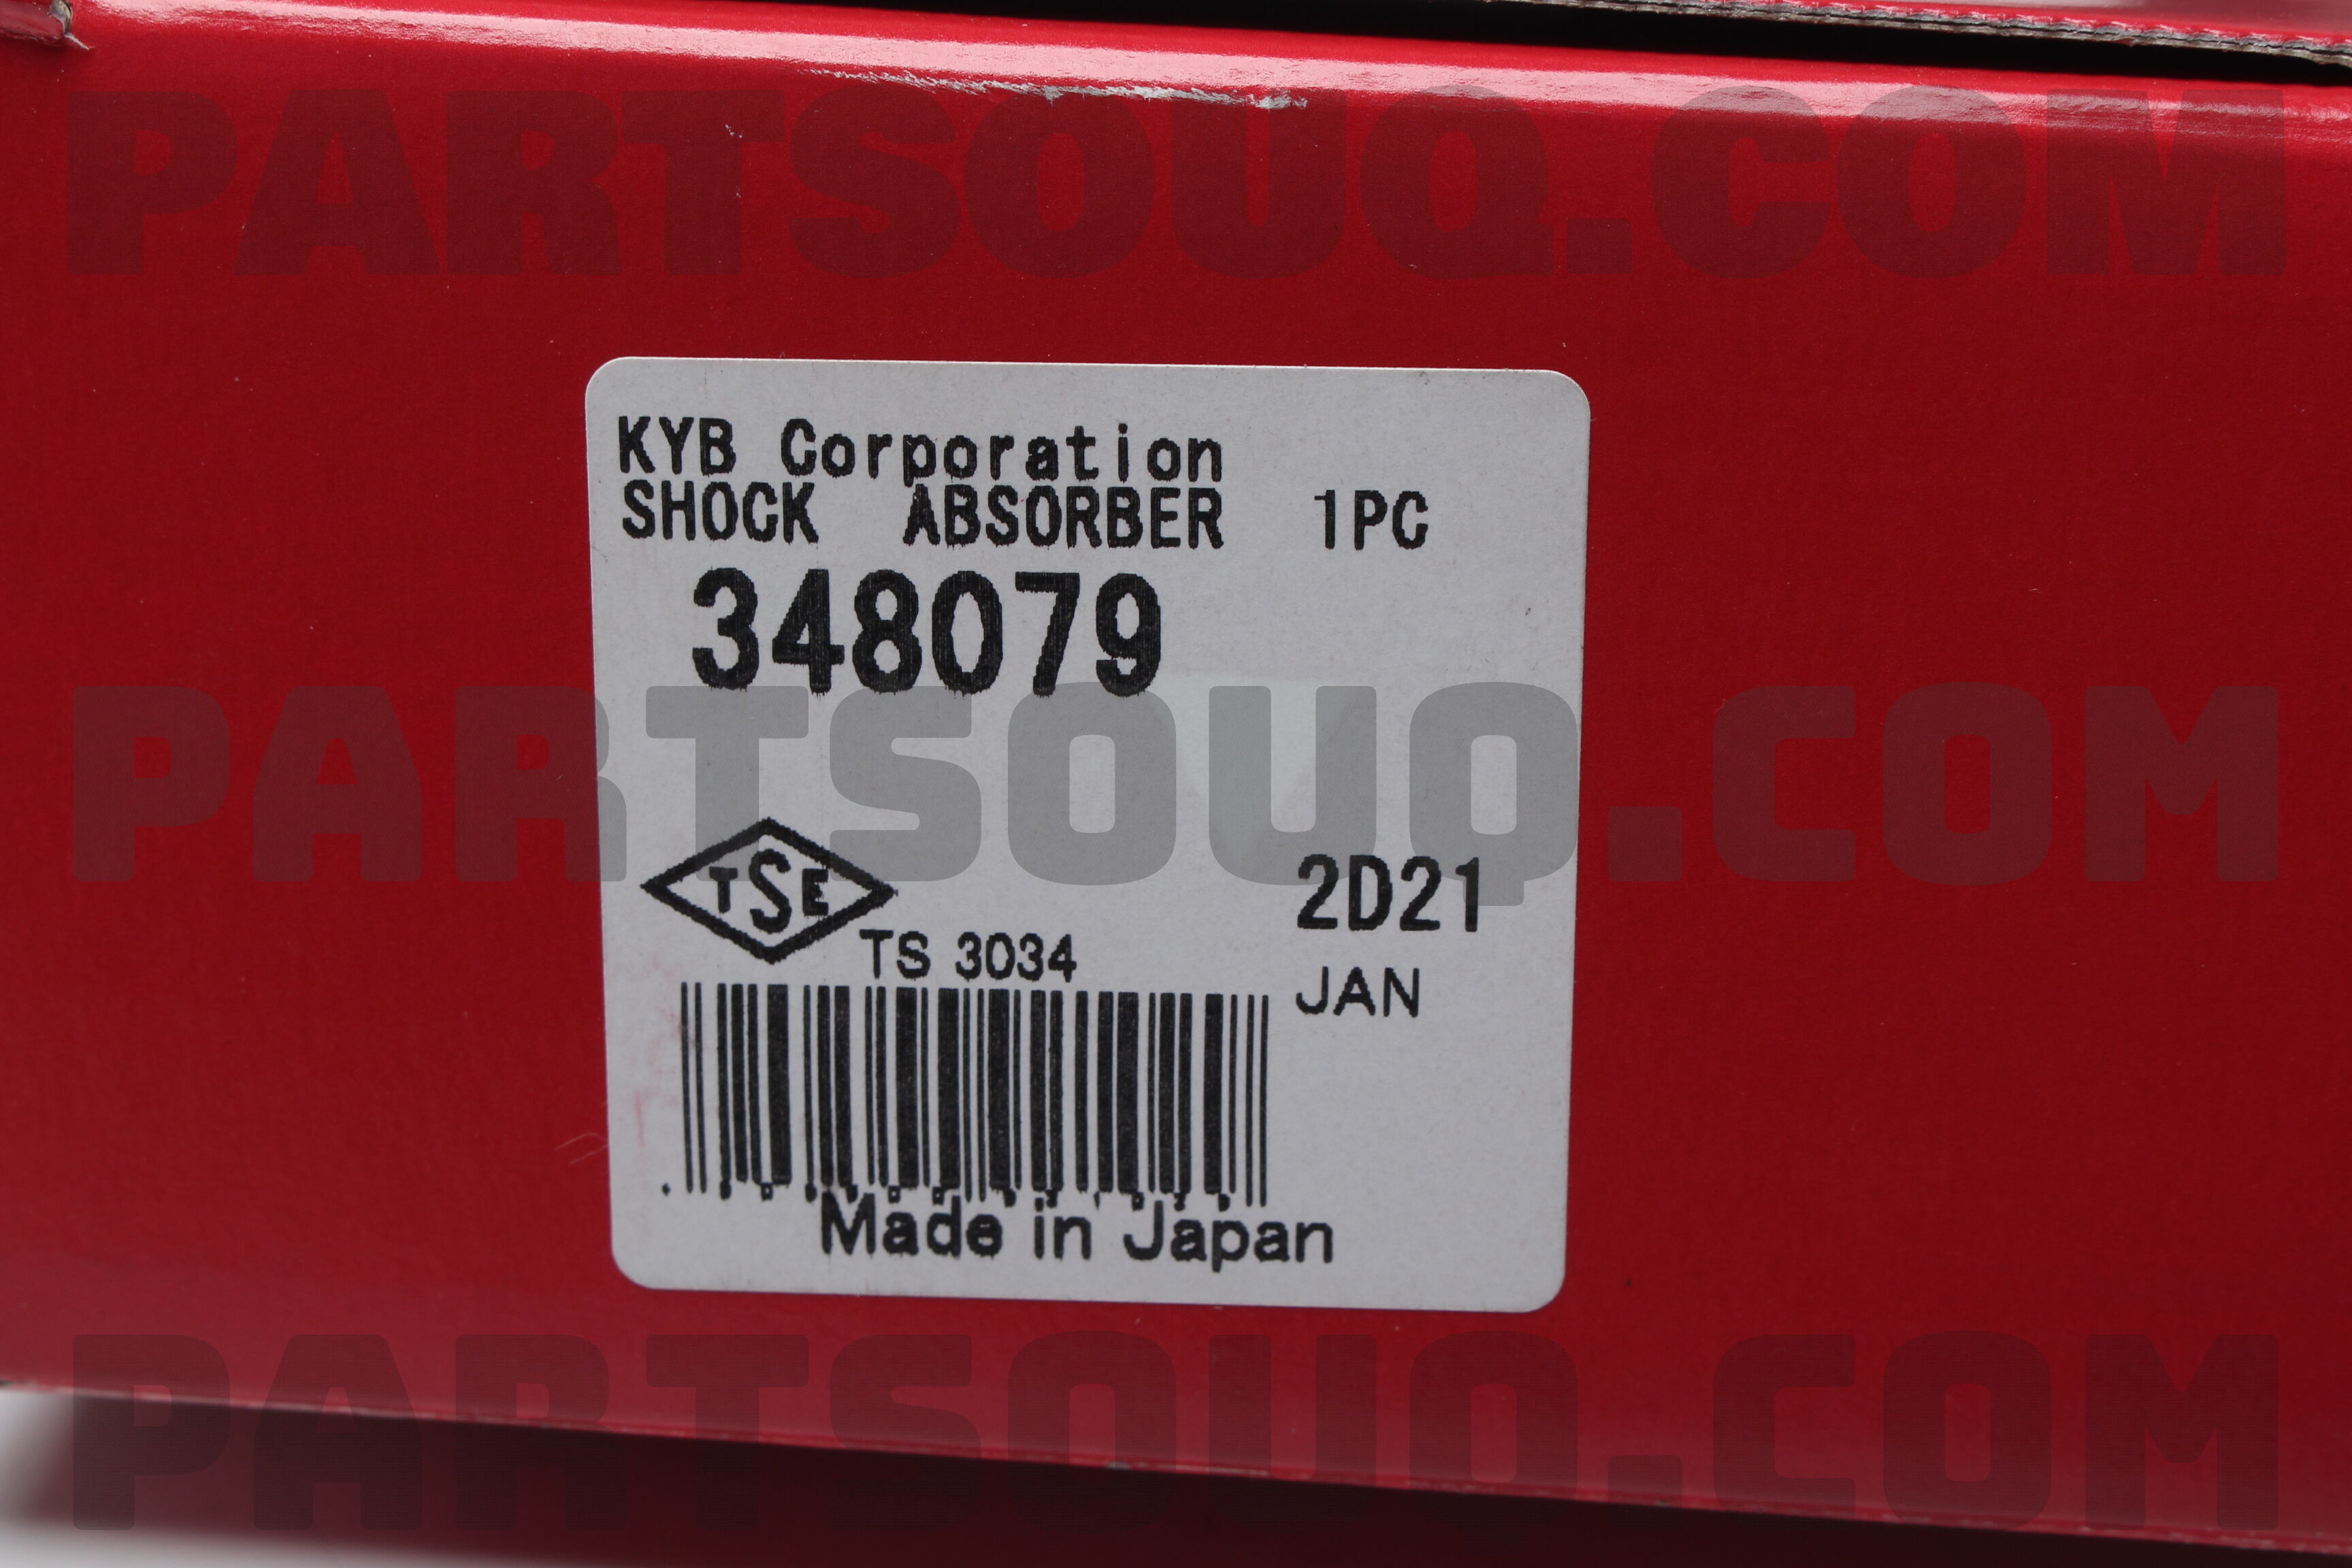 PARTSOUQ.COM
KYB Corporation
SHOCK ABSORBER 1PC
348079
PARTSOUQ.COM
TSE
2D21
TS 3034
JAN
Made in Japan
PARTSOUQ.COM